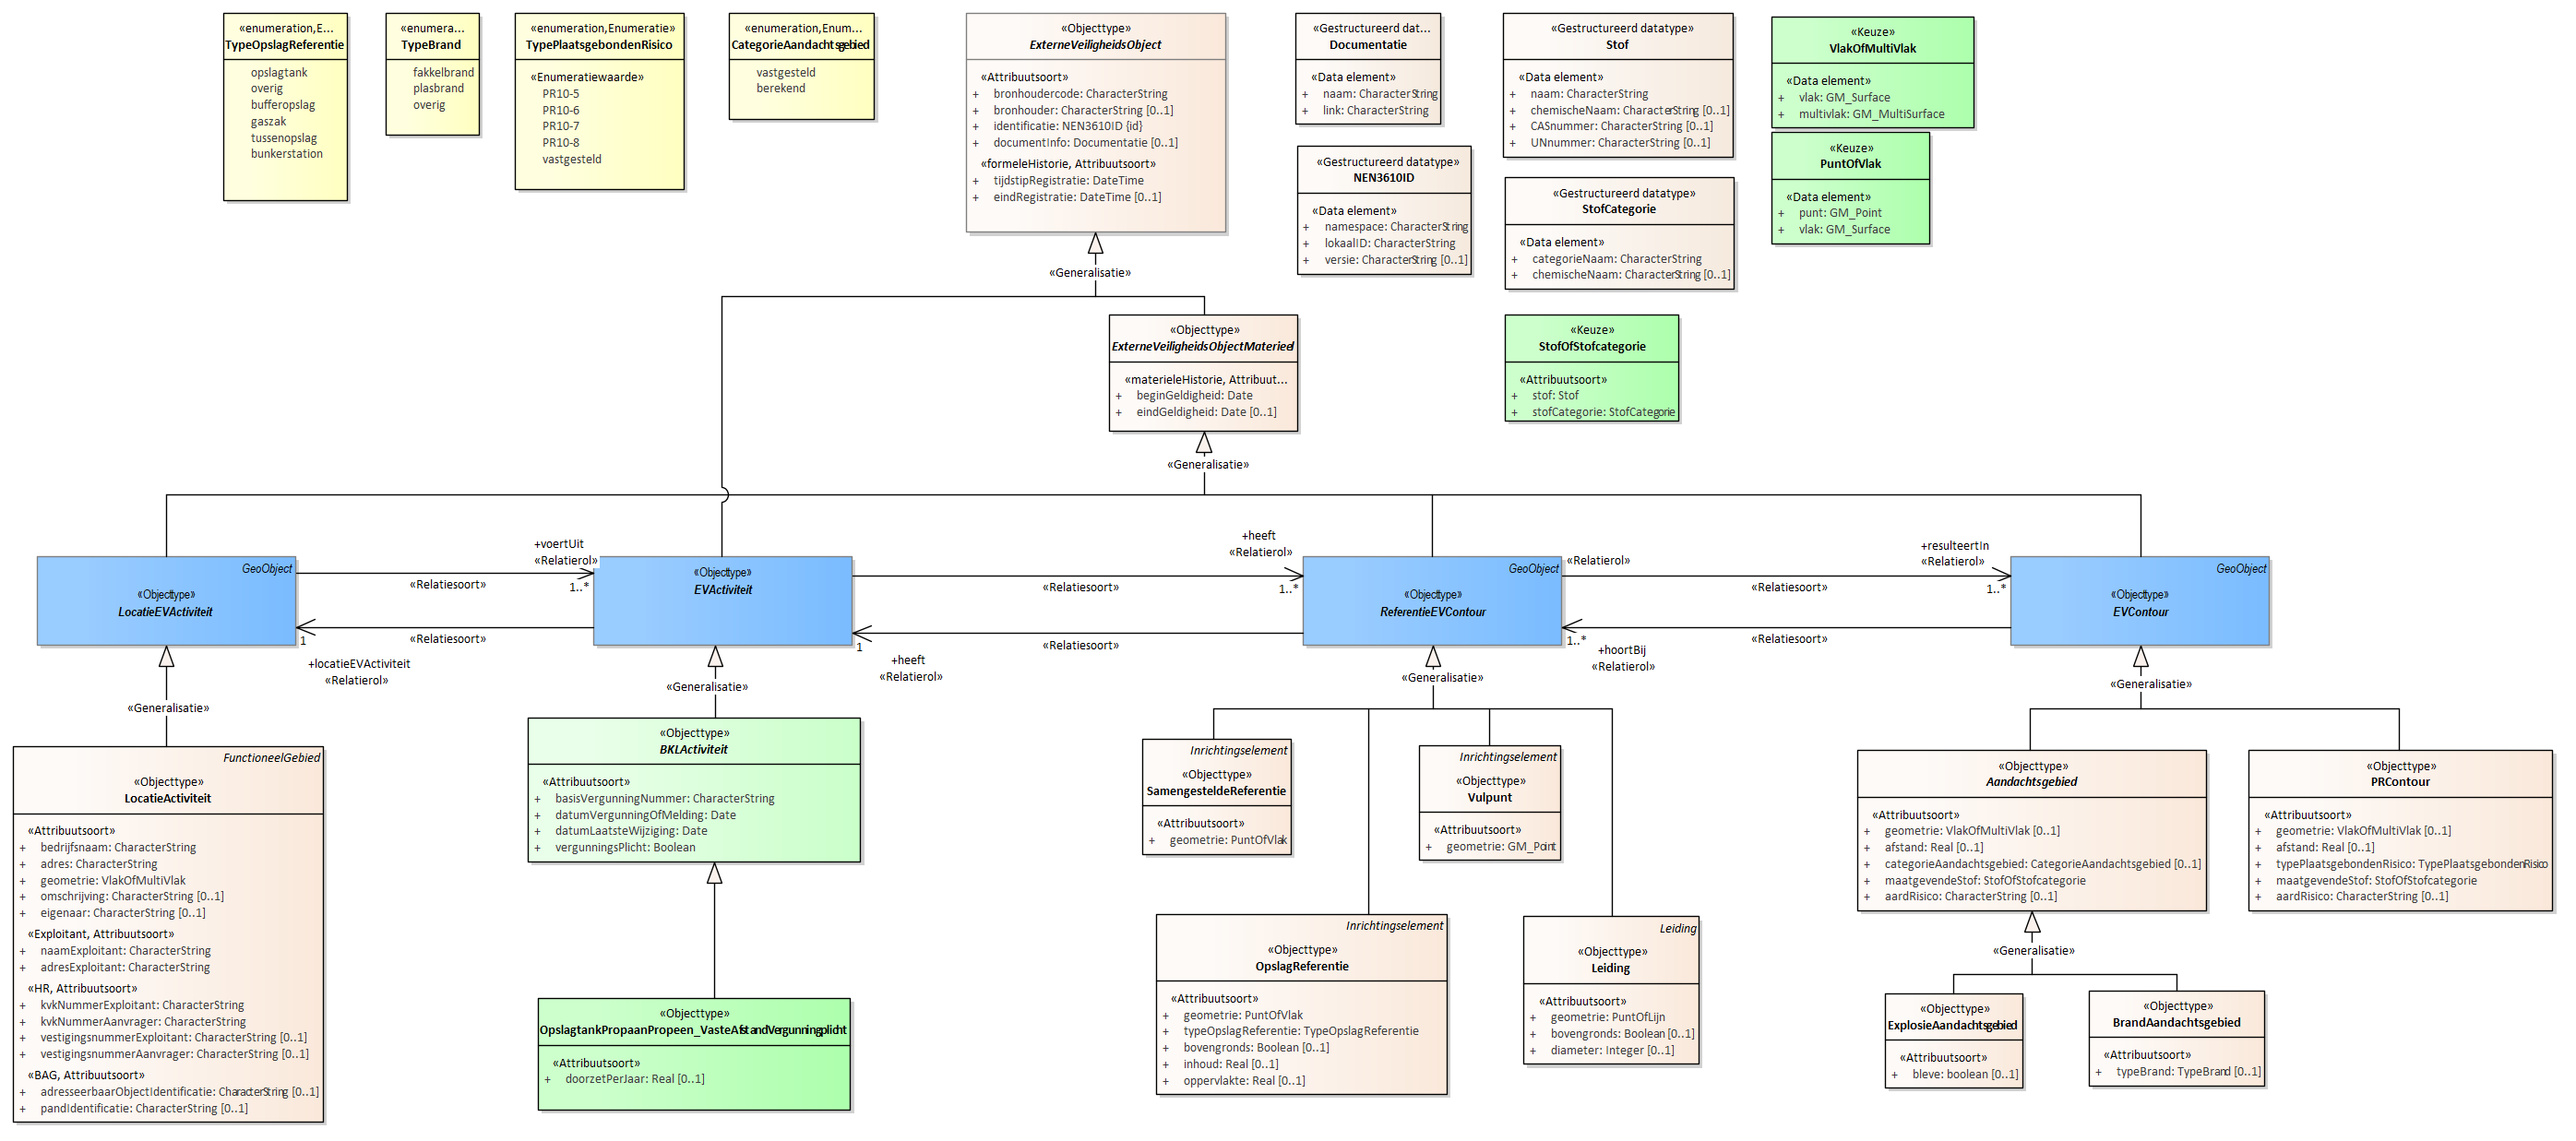 «enumeration,E...
TypeOpslagReferentie
opslagtank
overig
bufferopslag
gaszak
tussenopslag
bunkerstation
«enumera...
TypeBrand
fakkelbrand
plasbrand
overig
«enumeration,Enumeratie»
TypePlaatsgebondenRisico
«Enumeratiewaarde»
PR10-5
PR10-6
PR10-7
PR10-8
vastgesteld
«enumeration,Enum...
CategorieAandachtsgebied
vastgesteld
berekend
«Objecttype»
ExterneVeiligheidsObject
«Attribuutsoort»
+ bronhoudercode: CharacterString
+ bronhouder: CharacterString [0..1]
+ identificatie: NEN3610ID {id}
+ documentInfo: Documentatie [0..1]
«formeleHistorie, Attribuutsoort»
+ tijdstipRegistratie: DateTime
+ eindRegistratie: DateTime [0..1]
«Gestructureerd dat...
Documentatie
«Data element»
+ naam: CharacterString
+ link: CharacterString
«Gestructureerd datatype»
NEN3610ID
«Data element»
+ namespace: CharacterString
+ lokaalID: CharacterString
+ versie: CharacterString [0..1]
«Gestructureerd datatype»
Stof
«Data element»
+ naam: CharacterString
+ chemischeNaam: CharacterString [0..1]
+ CASnummer: CharacterString [0..1]
+ UNnummer: CharacterString [0..1]
«Gestructureerd datatype»
StofCategorie
«Data element»
+ categorieNaam: CharacterString
+ chemischeNaam: CharacterString [0..1]
«Keuze»
StofOfStofcategorie
«Attribuutsoort»
+ stof: Stof
+ stofCategorie: StofCategorie
«Keuze»
VlakOfMultiVlak
«Data element»
+ vlak: GM_Surface
+ multivlak: GM_MultiSurface
«Keuze»
PuntOfVlak
«Data element»
+ punt: GM_Point
+ vlak: GM_Surface
«Generalisatie»
«Objecttype»
ExterneVeiligheidsObjectMaterieel
«materieleHistorie, Attribuut...
+ beginGeldigheid: Date
+ eindGeldigheid: Date [0..1]
«Generalisatie»
GeoObject
«Objecttype»
LocatieEVActiviteit
+voertUit
«Relatierol»
«Relatiesoort»
1..*
«Relatiesoort»
1
+locatieEVActiviteit
«Relatierol»
«Objecttype»
EVActiviteit
+heeft
«Relatierol»
«Relatiesoort»
1..*
«Relatiesoort»
1
+heeft
«Relatierol»
GeoObject
«Objecttype»
ReferentieEVContour
«Relatierol»
+resulteertIn
«Relatierol»
«Relatiesoort»
1..*
«Relatiesoort»
1..*
+hoortBij
«Relatierol»
GeoObject
«Objecttype»
EVContour
«Generalisatie»
«Generalisatie»
«Generalisatie»
«Generalisatie»
FunctioneelGebied
«Objecttype»
LocatieActiviteit
«Attribuutsoort»
+ bedrijfsnaam: CharacterString
+ adres: CharacterString
+ geometrie: VlakOfMultiVlak
+ omschrijving: CharacterString [0..1]
+ eigenaar: CharacterString [0..1]
«Exploitant, Attribuutsoort»
+ naamExploitant: CharacterString
+ adresExploitant: CharacterString
«HR, Attribuutsoort»
+ kvkNummerExploitant: CharacterString
+ kvkNummerAanvrager: CharacterString
+ vestigingsnummerExploitant: CharacterString [0..1]
+ vestigingsnummerAanvrager: CharacterString [0..1]
«BAG, Attribuutsoort»
+ adresseerbaarObjectIdentificatie: CharacterString [0..1]
+ pandIdentificatie: CharacterString [0..1]
«Objecttype»
BKLActiviteit
«Attribuutsoort»
+ basisVergunningNummer: CharacterString
+ datumVergunningOfMelding: Date
+ datumLaatsteWijziging: Date
+ vergunningsPlicht: Boolean
«Objecttype»
OpslagtankPropaanPropeen_VasteAfstandVergunningplicht
«Attribuutsoort»
+ doorzetPerJaar: Real [0..1]
Inrichtingselement
«Objecttype»
SamengesteldeReferentie
«Attribuutsoort»
+ geometrie: PuntOfVlak
Inrichtingselement
«Objecttype»
Vulpunt
«Attribuutsoort»
+ geometrie: GM_Point
Inrichtingselement
«Objecttype»
OpslagReferentie
«Attribuutsoort»
+ geometrie: PuntOfVlak
+ typeOpslagReferentie: TypeOpslagReferentie
+ bovengronds: Boolean [0..1]
+ inhoud: Real [0..1]
+ oppervlakte: Real [0..1]
Leiding
«Objecttype»
Leiding
«Attribuutsoort»
+ geometrie: PuntOfLijn
+ bovengronds: Boolean [0..1]
+ diameter: Integer [0..1]
«Objecttype»
Aandachtsgebied
«Attribuutsoort»
+ geometrie: VlakOfMultiVlak [0..1]
+ afstand: Real [0..1]
+ categorieAandachtsgebied: CategorieAandachtsgebied [0..1]
+ maatgevendeStof: StofOfStofcategorie
+ aardRisico: CharacterString [0..1]
«Objecttype»
PRContour
«Attribuutsoort»
+ geometrie: VlakOfMultiVlak [0..1]
+ afstand: Real [0..1]
+ typePlaatsgebondenRisico: TypePlaatsgebondenRisico
+ maatgevendeStof: StofOfStofcategorie
+ aardRisico: CharacterString [0..1]
«Generalisatie»
«Objecttype»
ExplosieAandachtsgebied
«Attribuutsoort»
+ bleve: boolean [0..1]
«Objecttype»
BrandAandachtsgebied
«Attribuutsoort»
+ typeBrand: TypeBrand [0..1]